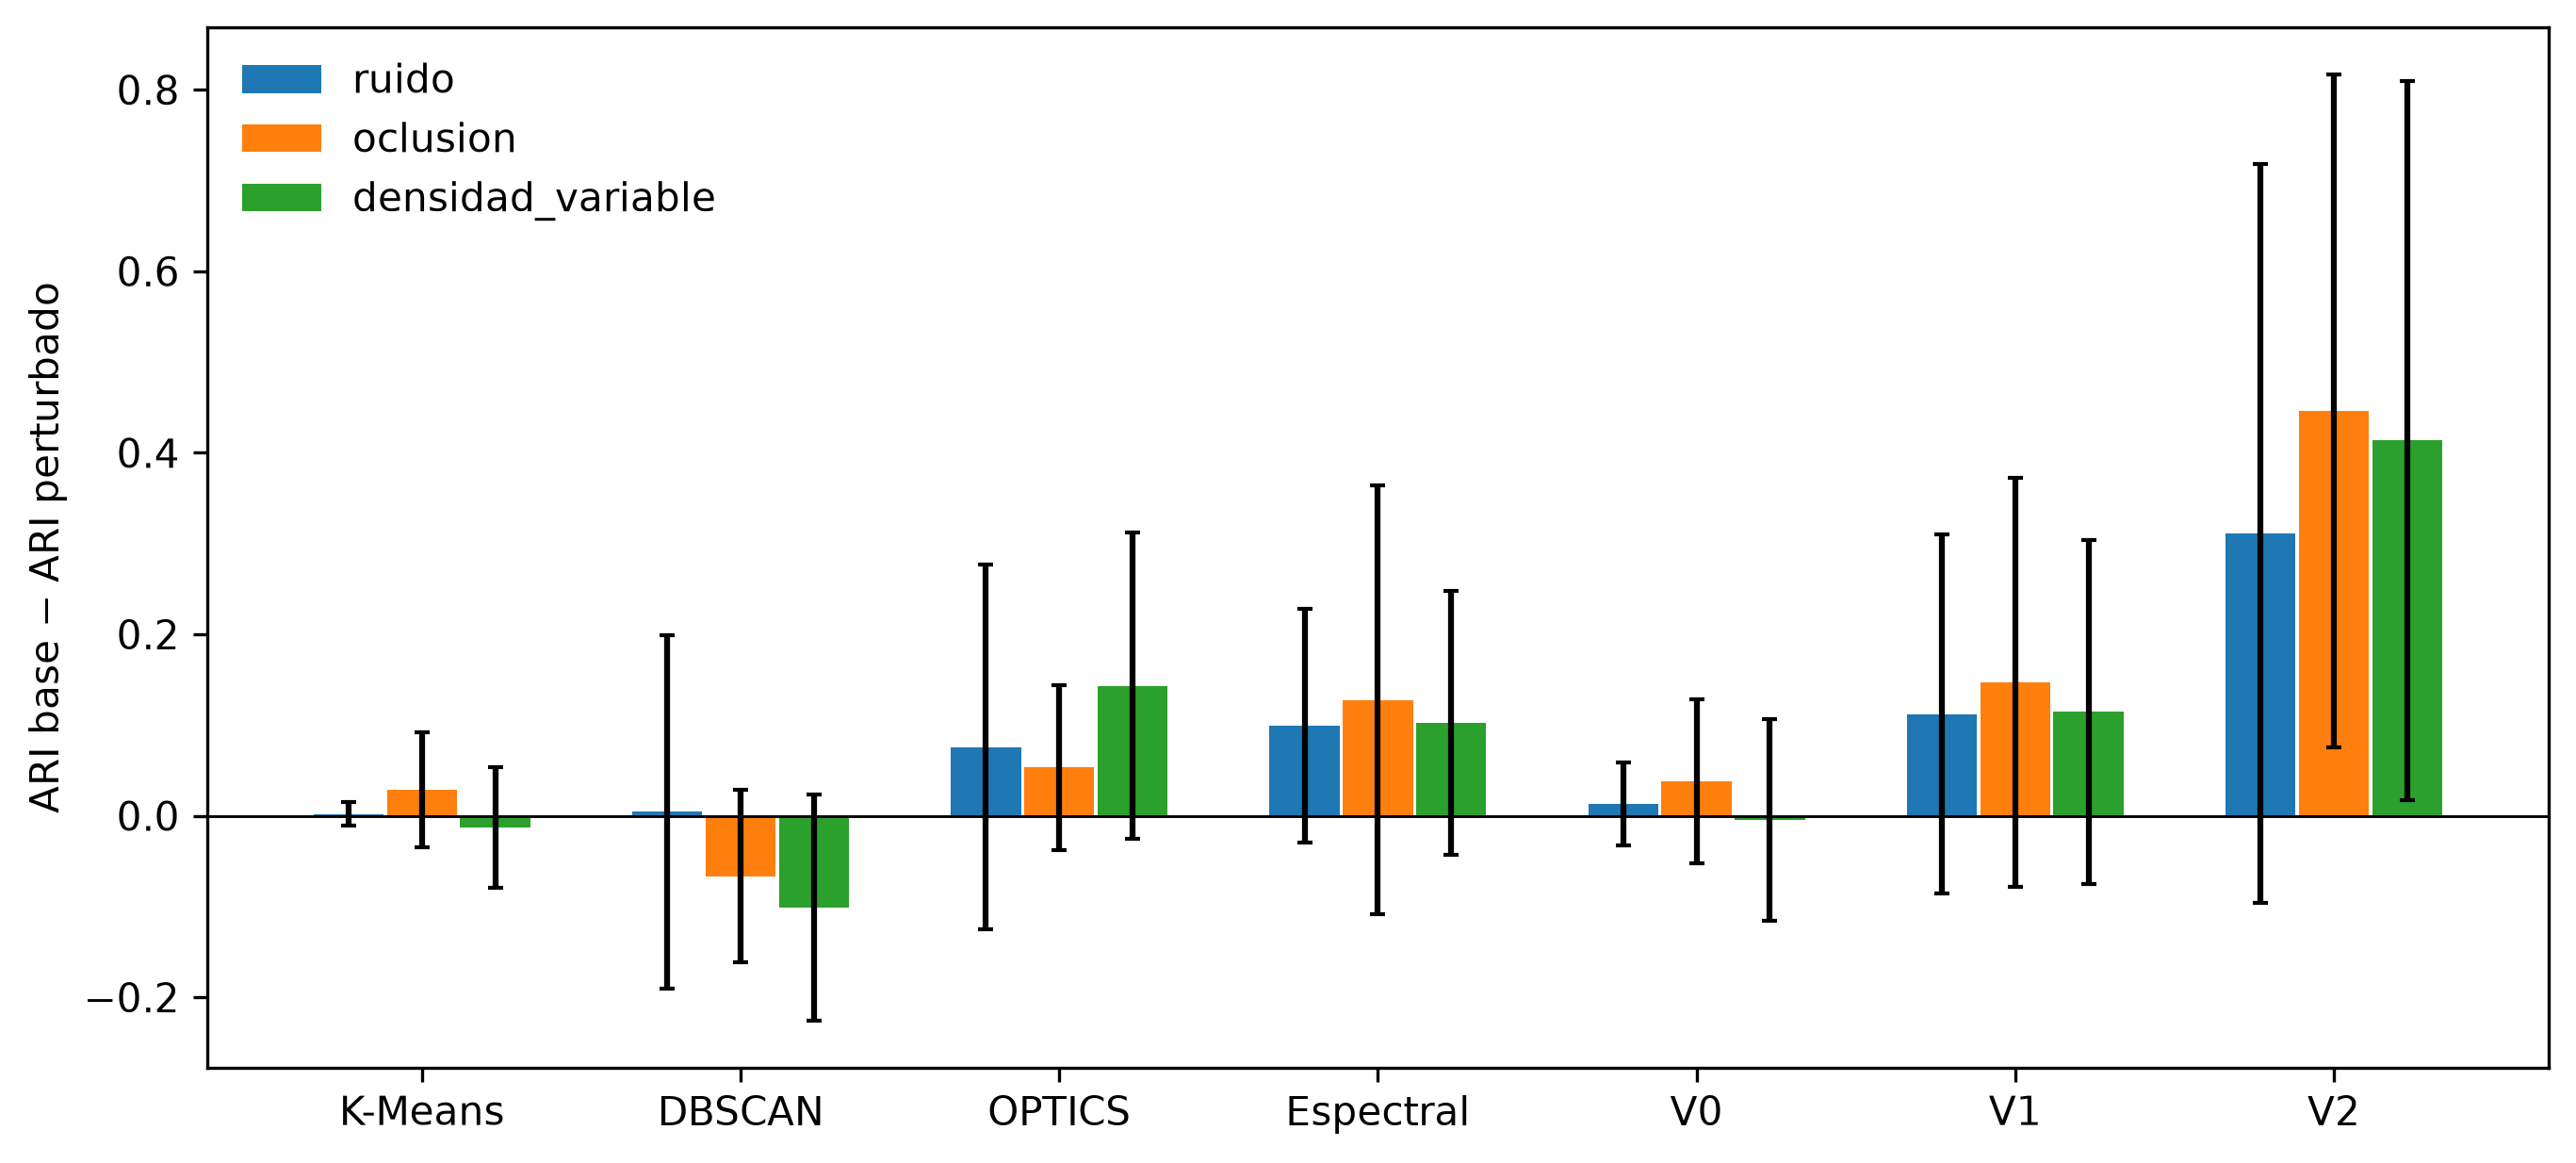 ruido
oclusion
densidad_variable
ARI base − ARI perturbado
0.8
0.6
0.4
0.2
0.0
−0.2
K-Means DBSCAN OPTICS Espectral V0 V1 V2